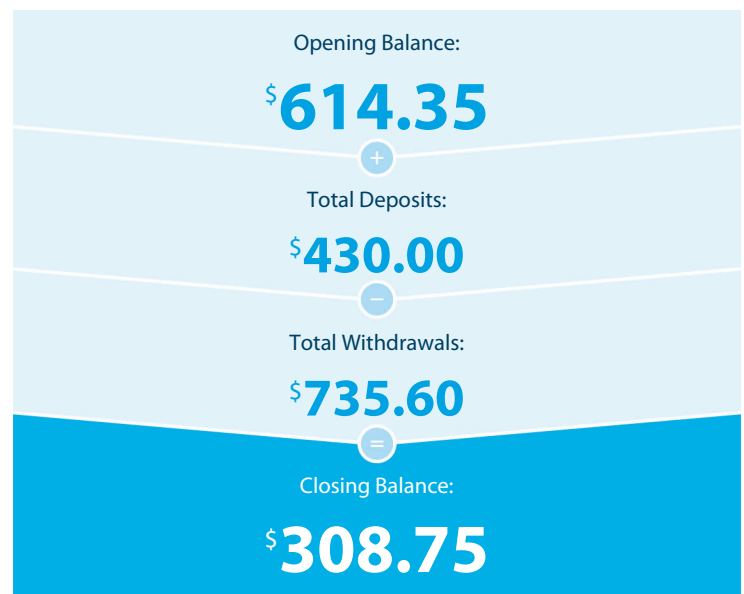 Opening Balance:
$614.35
+
Total Deposits:
$430.00
−
Total Withdrawals:
$735.60
=
Closing Balance:
$308.75